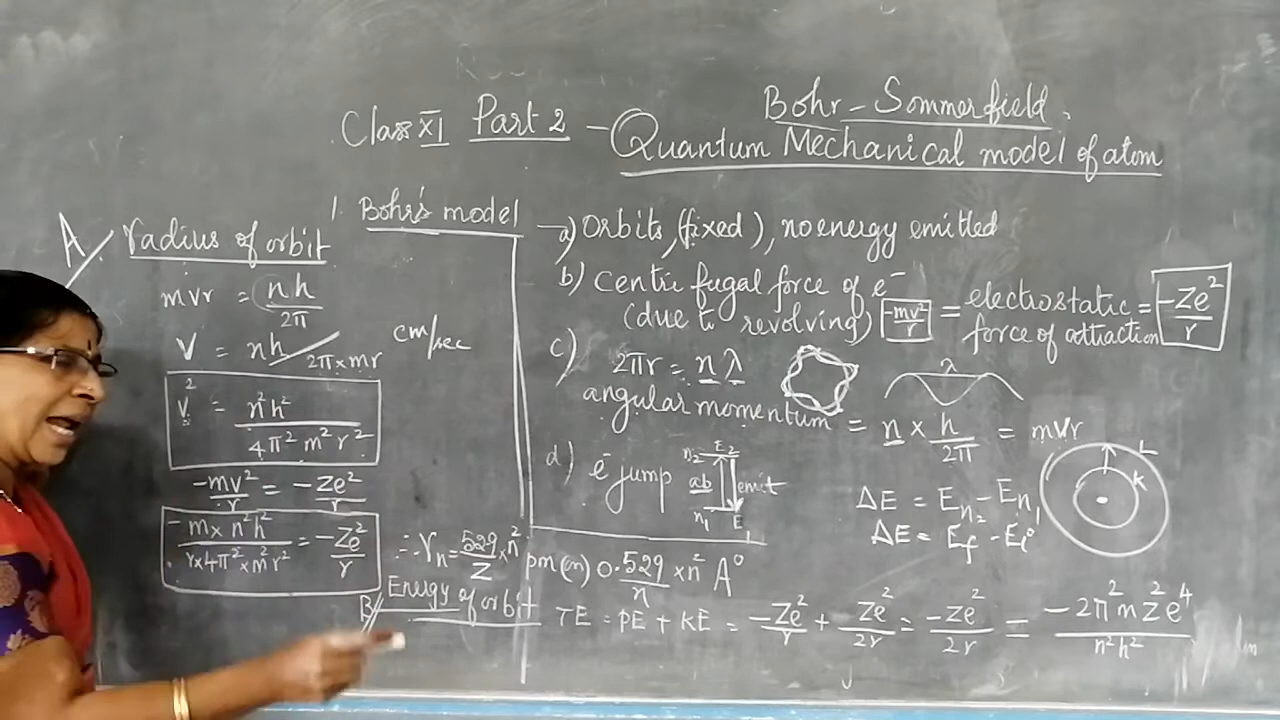 Class XI Part 2 - Bohr - Sommerfield.
Quantum Mechanical model of atom
1. Bohr's model
A/ radius of orbit
mvr = nh/2π
V = nh/2π×mr cm/sec
v² = n²h²/4π²m²r²
-mv²/r = -Ze²/r
-m×n²h²/r×4π²×m²r² = -Ze²/r
a) Orbits, (fixed), no energy emitted
b) Centrifugal force of e⁻
(due to revolving) -mv²/r = electrostatic force of attraction = -Ze²/r
c) 2πr = nλ
λ
angular momentum = n × h/2π = mvr
d) e⁻ jump n₂ E₂ ab emit n₁ E₁
ΔE = En₂ - En₁
ΔE = Ef - Ei
L
K
∴ rn = 529/Z × n² pm (or) 0.529/n × n² A°
B// Energy of orbit TE = PE + KE = -Ze²/r + Ze²/2r = -Ze²/2r = -2π²mZ²e⁴/n²h²